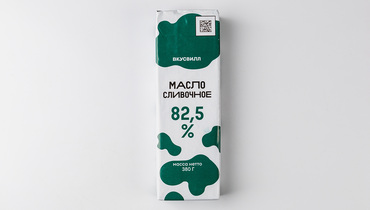 ВКУСВИЛЛ
МАСЛО
СЛИВОЧНОЕ
82,5
%
масса нетто
380 Г